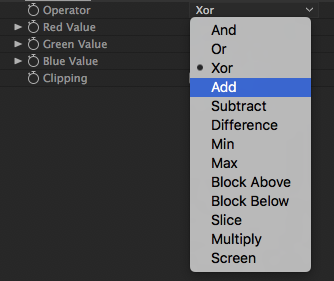 Operator Xor
Red Value
Green Value
Blue Value
Clipping
And
Or
Xor
Add
Subtract
Difference
Min
Max
Block Above
Block Below
Slice
Multiply
Screen